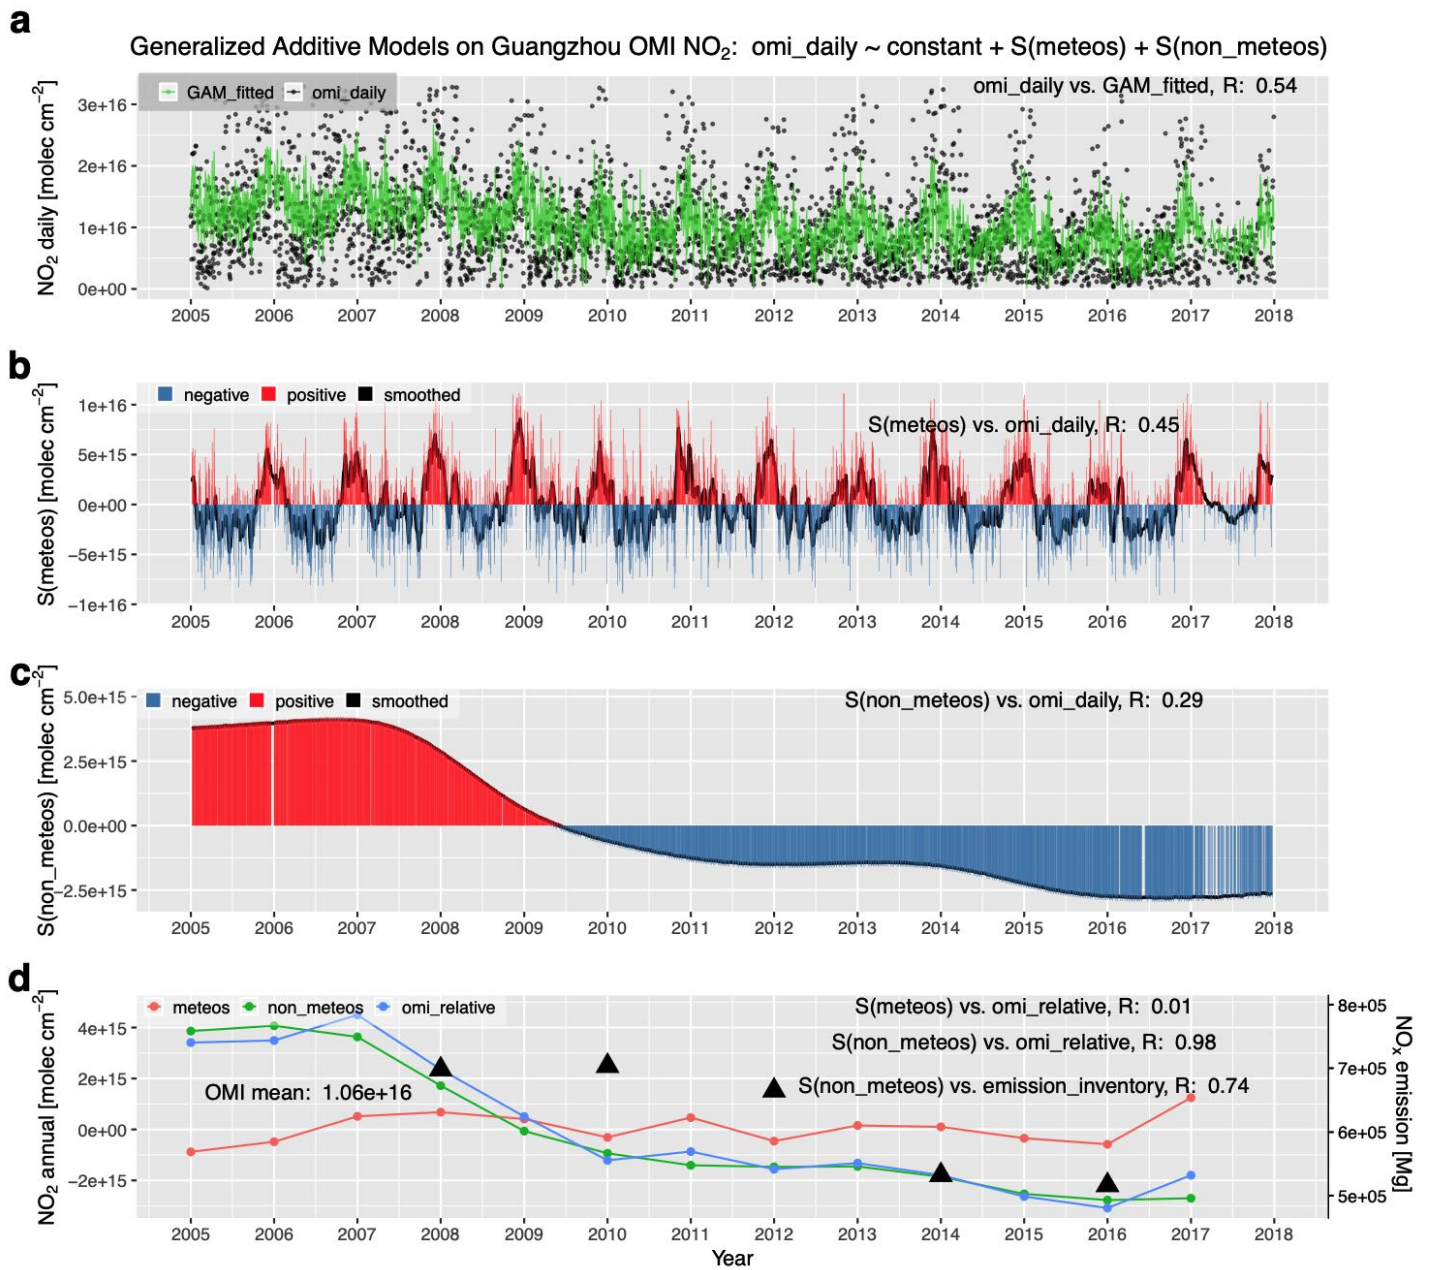 a
Generalized Additive Models on Guangzhou OMI NO₂: omi_daily ~ constant + S(meteos) + S(non_meteos)
GAM_fitted omi_daily
omi_daily vs. GAM_fitted, R: 0.54
NO₂ daily [molec cm⁻²]
3e+16
2e+16
1e+16
0e+00
2005 2006 2007 2008 2009 2010 2011 2012 2013 2014 2015 2016 2017 2018
b
negative positive smoothed
S(meteos) vs. omi_daily, R: 0.45
S(meteos) [molec cm⁻²]
1e+16
5e+15
0e+00
−5e+15
−1e+16
2005 2006 2007 2008 2009 2010 2011 2012 2013 2014 2015 2016 2017 2018
c
negative positive smoothed
S(non_meteos) vs. omi_daily, R: 0.29
S(non_meteos) [molec cm⁻²]
5.0e+15
2.5e+15
0.0e+00
−2.5e+15
2005 2006 2007 2008 2009 2010 2011 2012 2013 2014 2015 2016 2017 2018
d
meteos non_meteos omi_relative
S(meteos) vs. omi_relative, R: 0.01
S(non_meteos) vs. omi_relative, R: 0.98
S(non_meteos) vs. emission_inventory, R: 0.74
OMI mean: 1.06e+16
NO₂ annual [molec cm⁻²]
4e+15
2e+15
0e+00
−2e+15
8e+05
7e+05
6e+05
5e+05
NOₓ emission [Mg]
2005 2006 2007 2008 2009 2010 2011 2012 2013 2014 2015 2016 2017 2018
Year